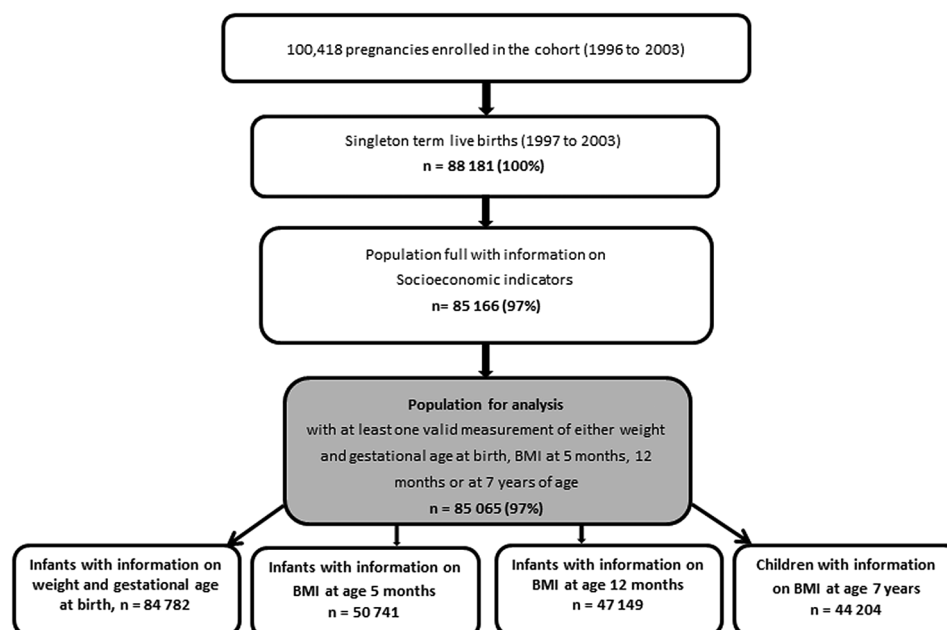 100,418 pregnancies enrolled in the cohort (1996 to 2003)
Singleton term live births (1997 to 2003)
n = 88 181 (100%)
Population full with information on
Socioeconomic indicators
n= 85 166 (97%)
Population for analysis
with at least one valid measurement of either weight
and gestational age at birth, BMI at 5 months, 12
months or at 7 years of age
n = 85 065 (97%)
Infants with information on
weight and gestational age
at birth, n = 84 782
Infants with information on
BMI at age 5 months
n = 50 741
Infants with information on
BMI at age 12 months
n = 47 149
Children with information
on BMI at age 7 years
n = 44 204